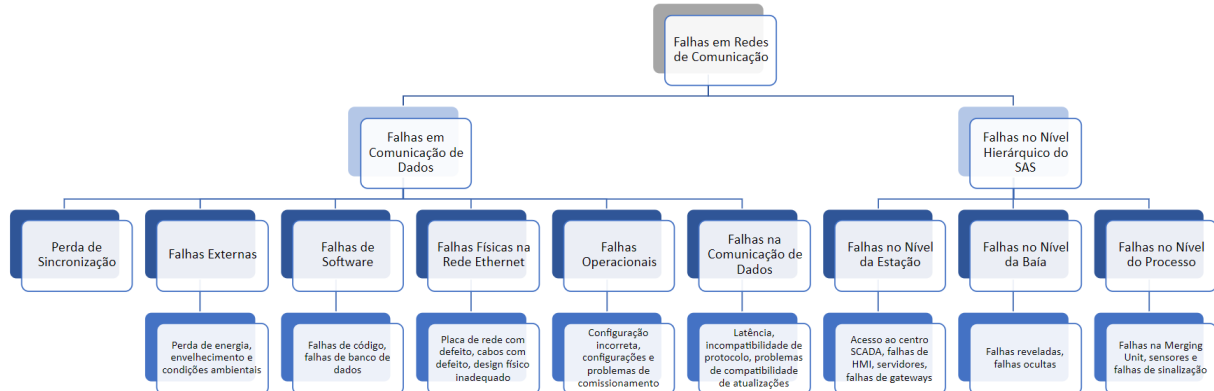 Falhas em Redes
de Comunicação
Falhas em
Comunicação de
Dados
Falhas no Nível
Hierárquico do
SAS
Perda de
Sincronização
Falhas Externas
Falhas de
Software
Falhas Físicas na
Rede Ethernet
Falhas
Operacionais
Falhas na
Comunicação de
Dados
Falhas no Nível
da Estação
Falhas no Nível
da Baía
Falhas no Nível
do Processo
Perda de energia,
envelhecimento e
condições ambientais
Falhas de código,
falhas de banco de
dados
Placa de rede com
defeito, cabos com
defeito, design físico
inadequado
Configuração
incorreta,
configurações e
problemas de
comissionamento
Latência,
incompatibilidade de
protocolo, problemas
de compatibilidade
de atualizações
Acesso ao centro
SCADA, falhas de
HMI, servidores,
falhas de gateways
Falhas reveladas,
falhas ocultas
Falhas na Merging
Unit, sensores e
falhas de sinalização